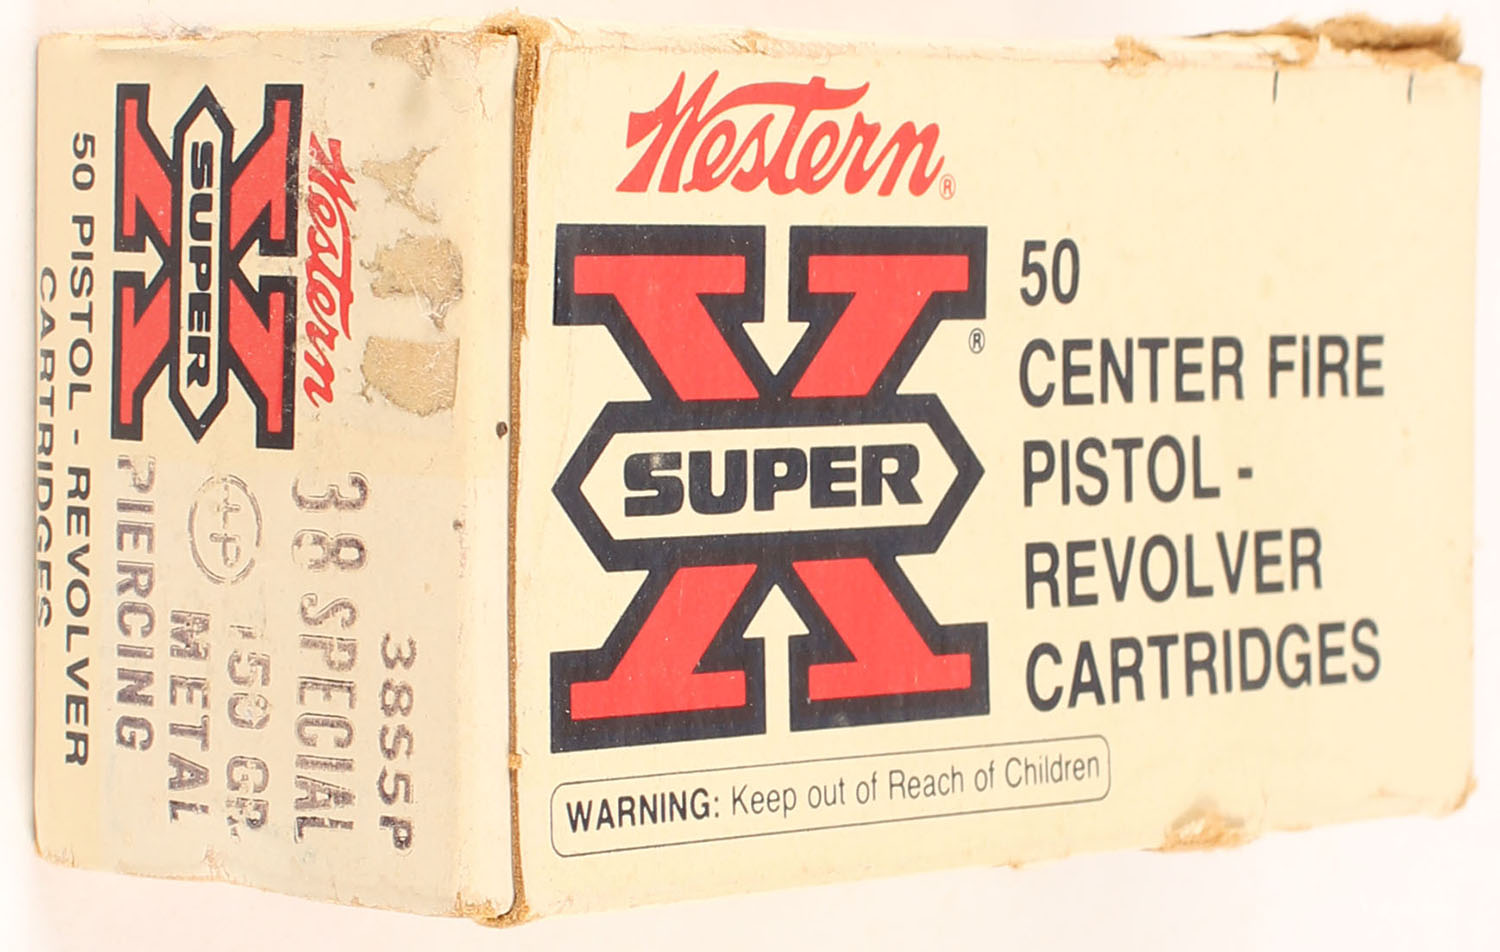 Western®
SUPER X®
50
CENTER FIRE
PISTOL -
REVOLVER
CARTRIDGES
WARNING: Keep out of Reach of Children
Western
SUPER X
50 PISTOL - REVOLVER
CARTRIDGES
38S5P
38 SPECIAL
150 GR.
+P
METAL
PIERCING